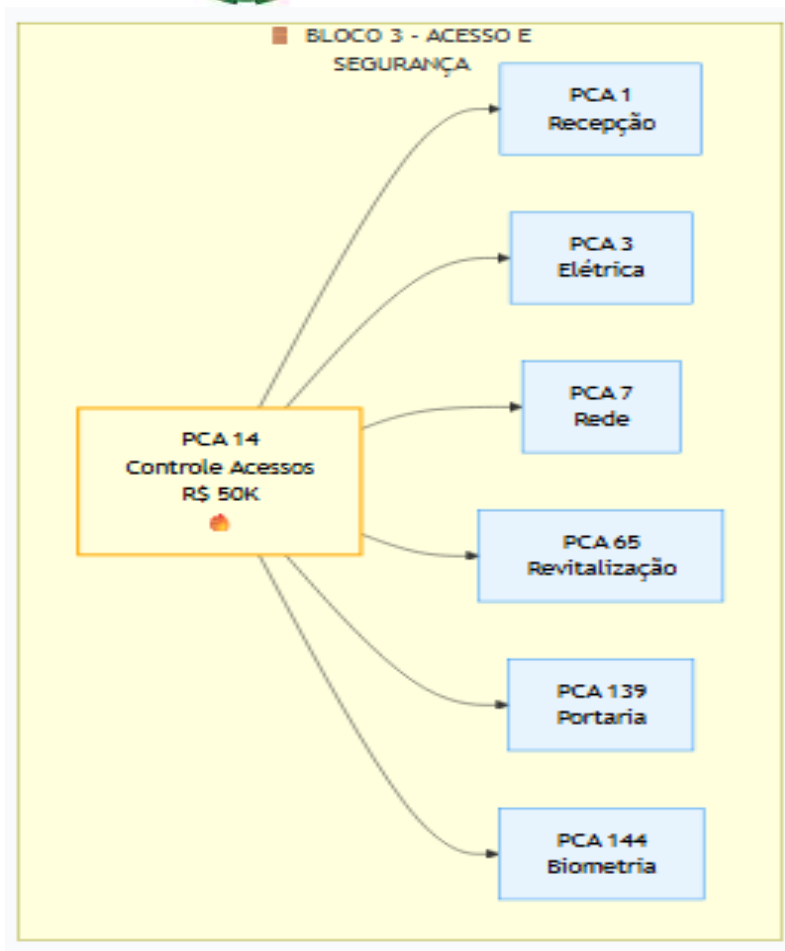 BLOCO 3 - ACESSO E
SEGURANÇA
PCA 1
Recepção
PCA 3
Elétrica
PCA 7
Rede
PCA 14
Controle Acessos
R$ 50K
PCA 65
Revitalização
PCA 139
Portaria
PCA 144
Biometria